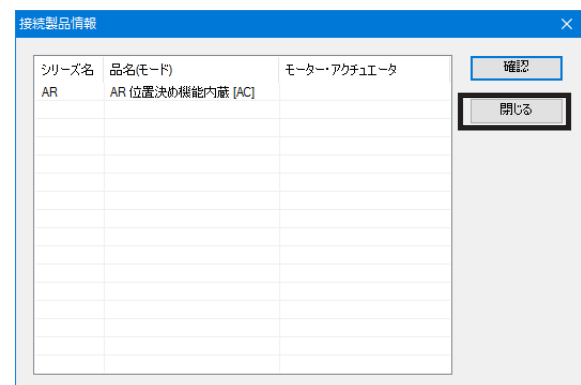 接続製品情報
シリーズ名 品名(モード) モーター・アクチュエータ
AR AR 位置決め機能内蔵 [AC]
確認
閉じる